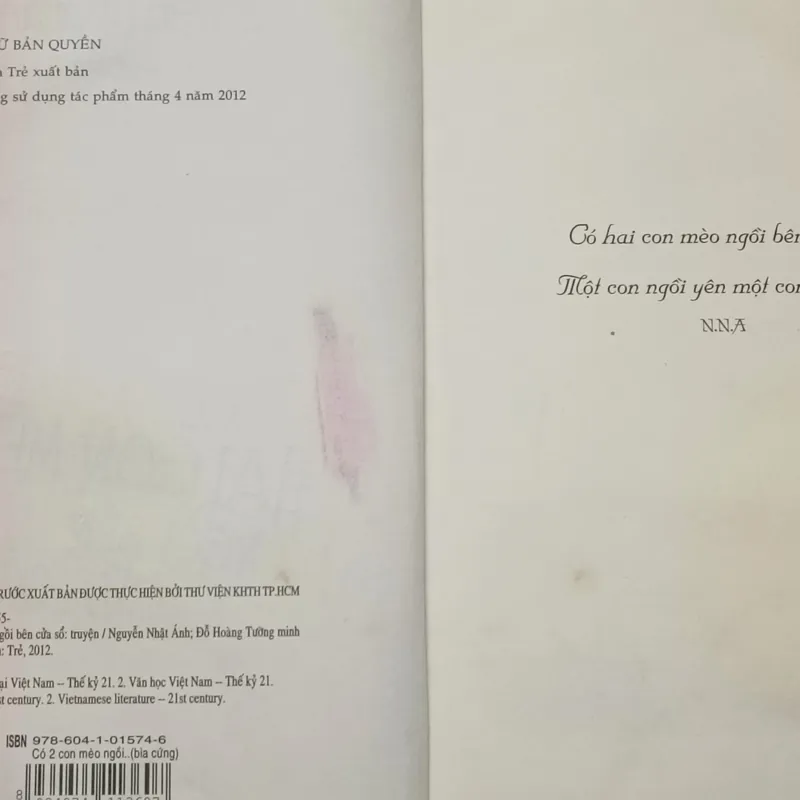 BẢN QUYỀN
Trẻ xuất bản
sử dụng tác phẩm tháng 4 năm 2012
XUẤT BẢN ĐƯỢC THỰC HIỆN BỞI THƯ VIỆN KHTH TP.HCM
5-
bên cửa sổ: truyện / Nguyễn Nhật Ánh; Đỗ Hoàng Tường minh
: Trẻ, 2012.
Việt Nam – Thế kỷ 21. 2. Văn học Việt Nam – Thế kỷ 21.
century. 2. Vietnamese literature – 21st century.
ISBN 978-604-1-01574-6
Có 2 con mèo ngồi..(bìa cứng)
Có hai con mèo ngồi bên
Một con ngồi yên một con
N.N.A